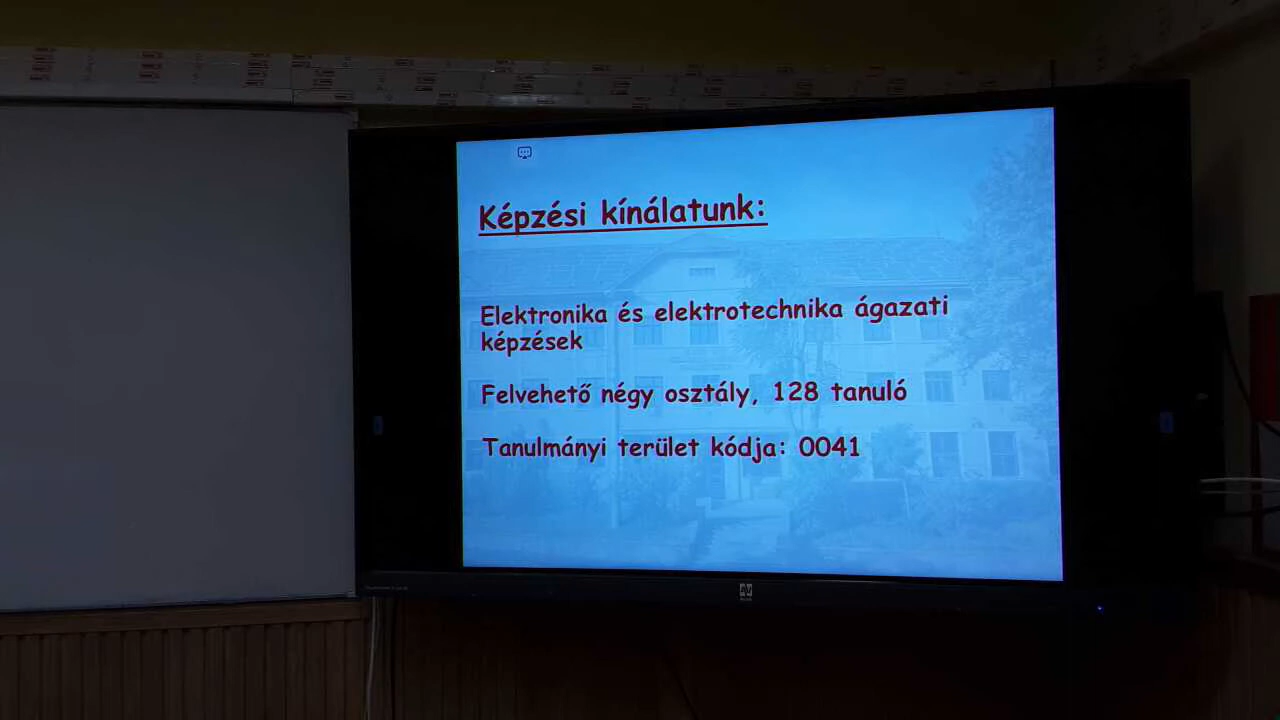 Képzési kínálatunk:
Elektronika és elektrotechnika ágazati
képzések
Felvehető négy osztály, 128 tanuló
Tanulmányi terület kódja: 0041